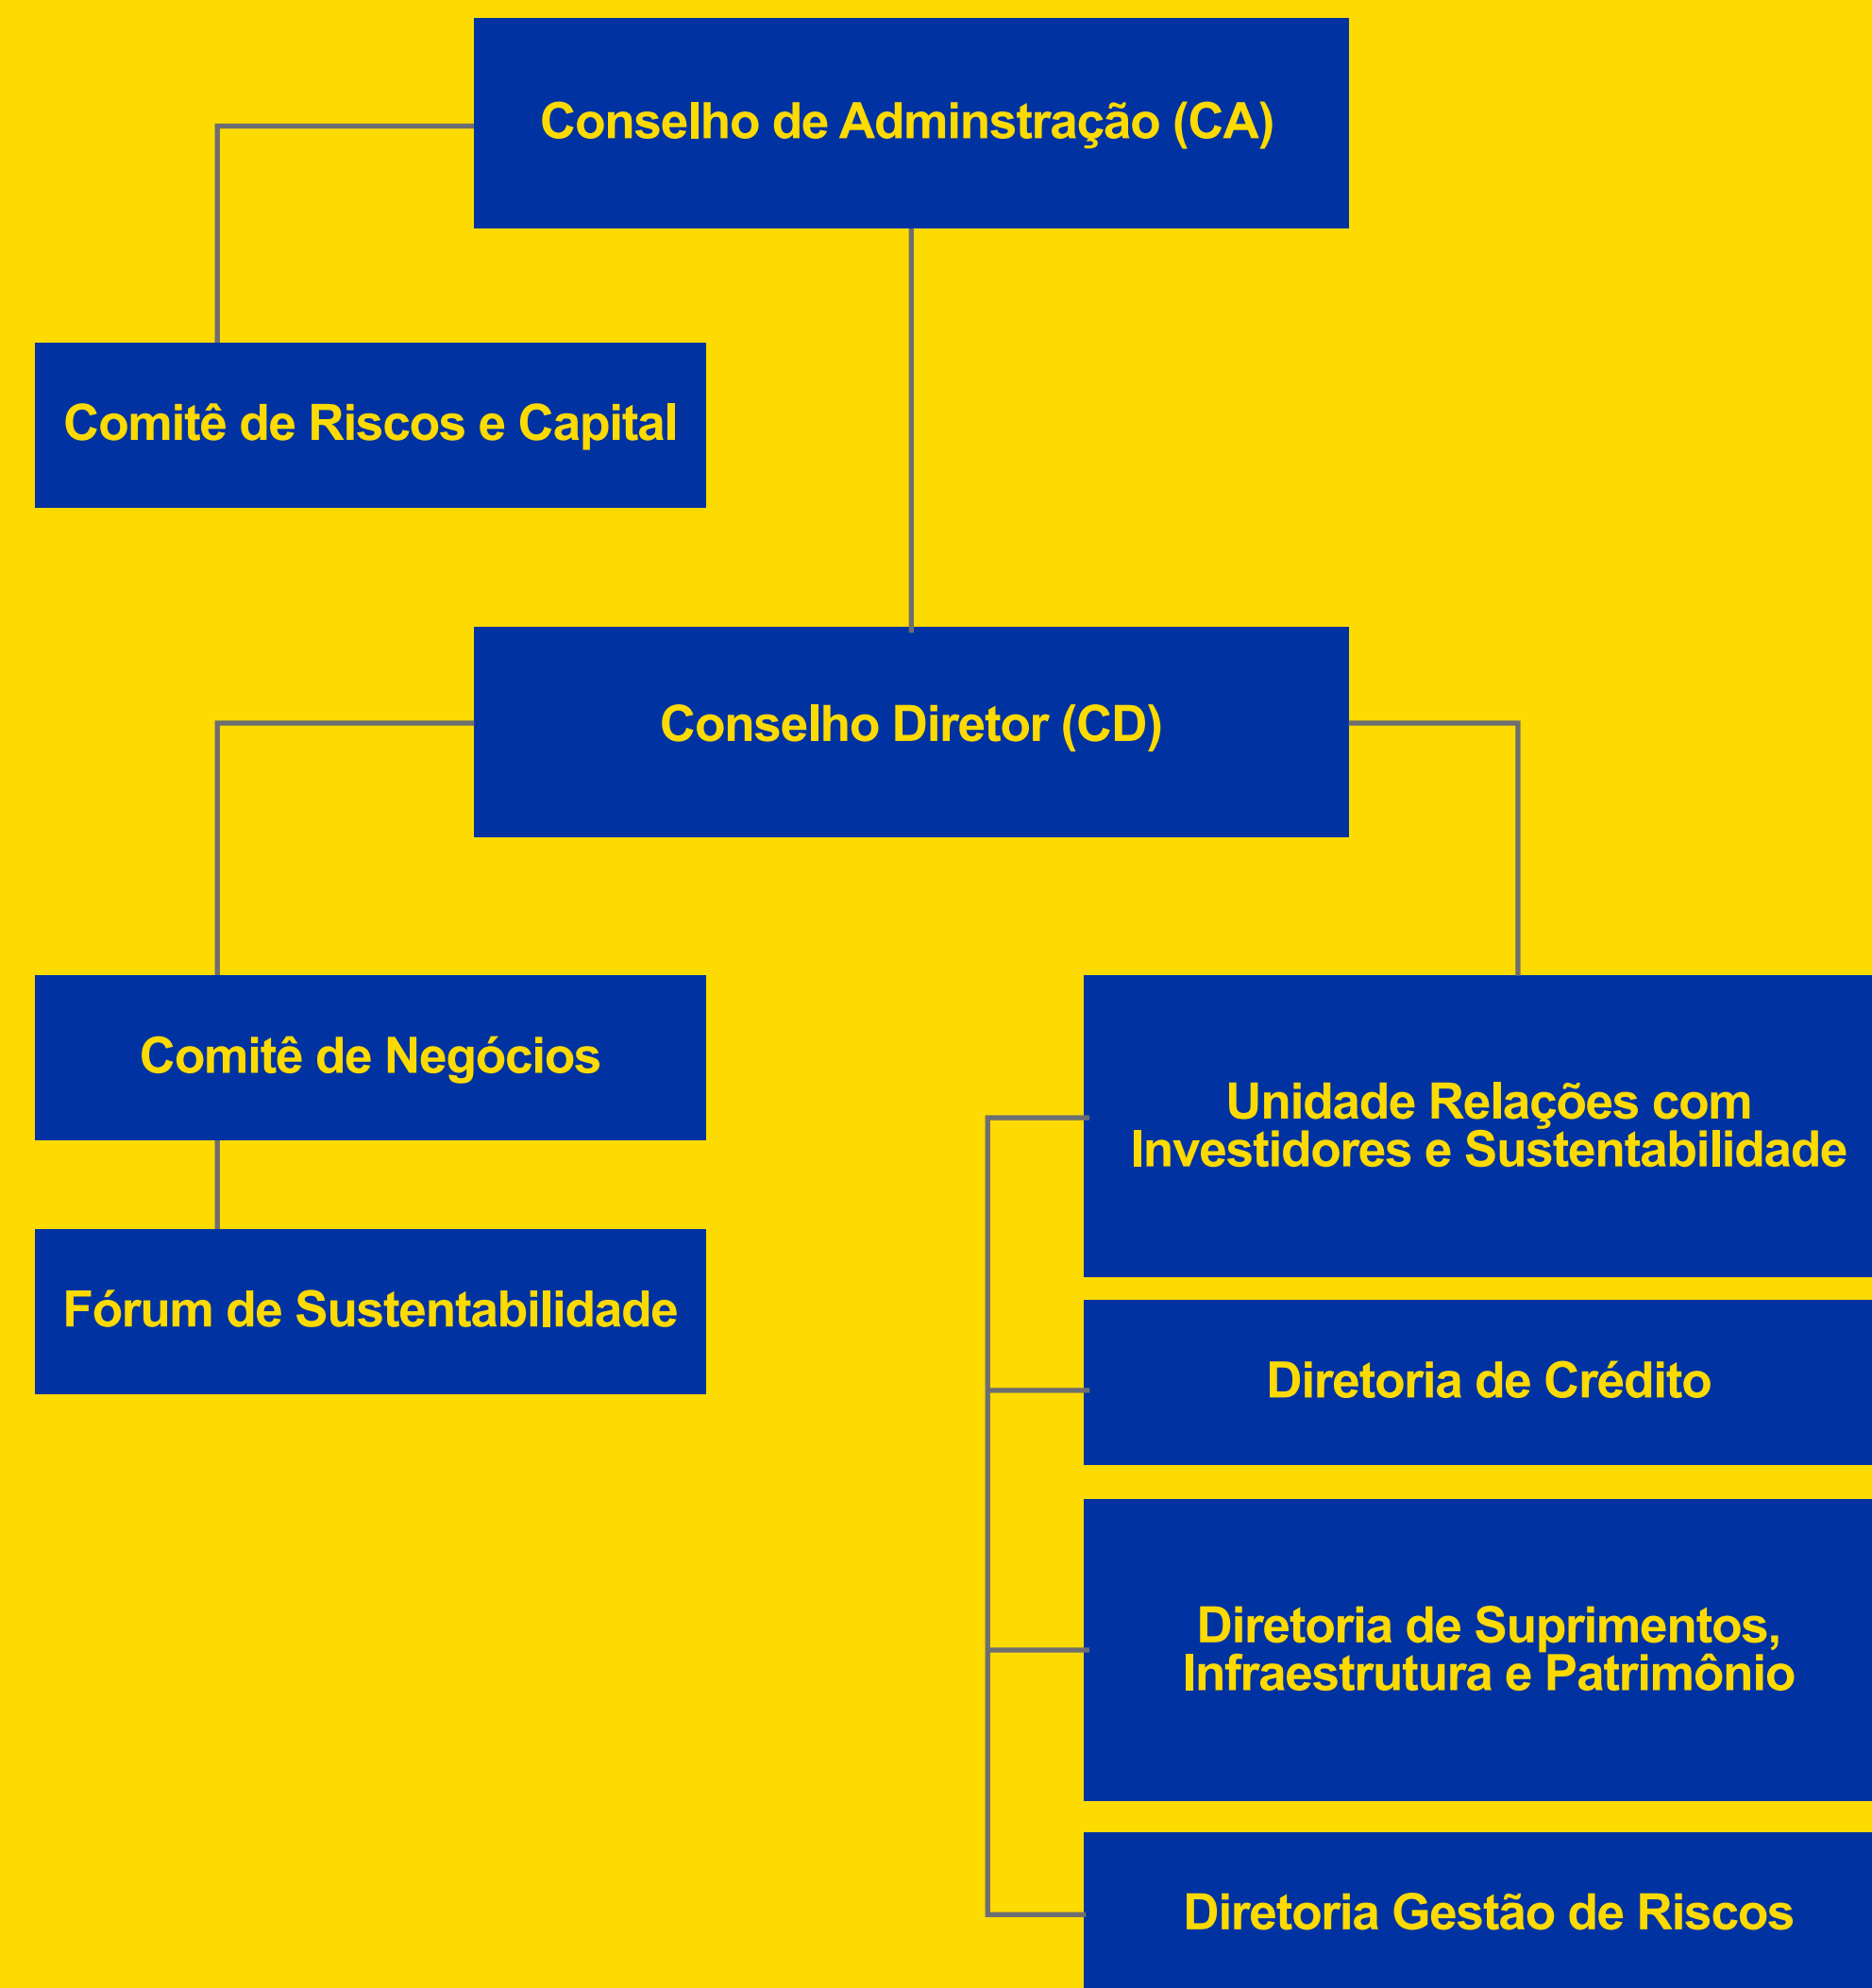 Conselho de Adminstração (CA)
Comitê de Riscos e Capital
Conselho Diretor (CD)
Comitê de Negócios
Fórum de Sustentabilidade
Unidade Relações com
Investidores e Sustentabilidade
Diretoria de Crédito
Diretoria de Suprimentos,
Infraestrutura e Patrimônio
Diretoria Gestão de Riscos